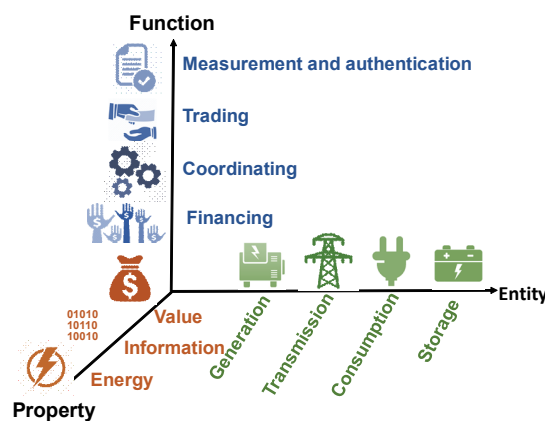 Function
Measurement and authentication
Trading
Coordinating
Financing
$
Entity
Generation
Transmission
Consumption
Storage
01010
10110
10010
Value
Information
Energy
Property